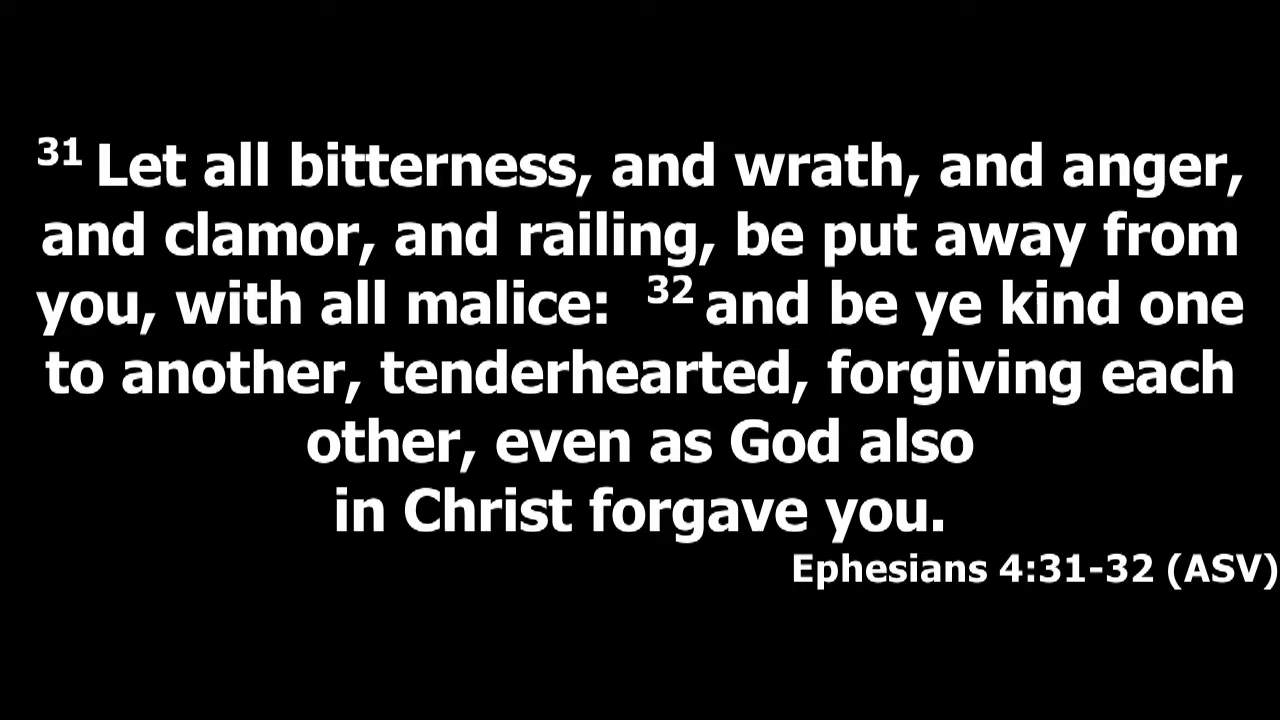 31 Let all bitterness, and wrath, and anger,
and clamor, and railing, be put away from
you, with all malice: 32 and be ye kind one
to another, tenderhearted, forgiving each
other, even as God also
in Christ forgave you.
Ephesians 4:31-32 (ASV)